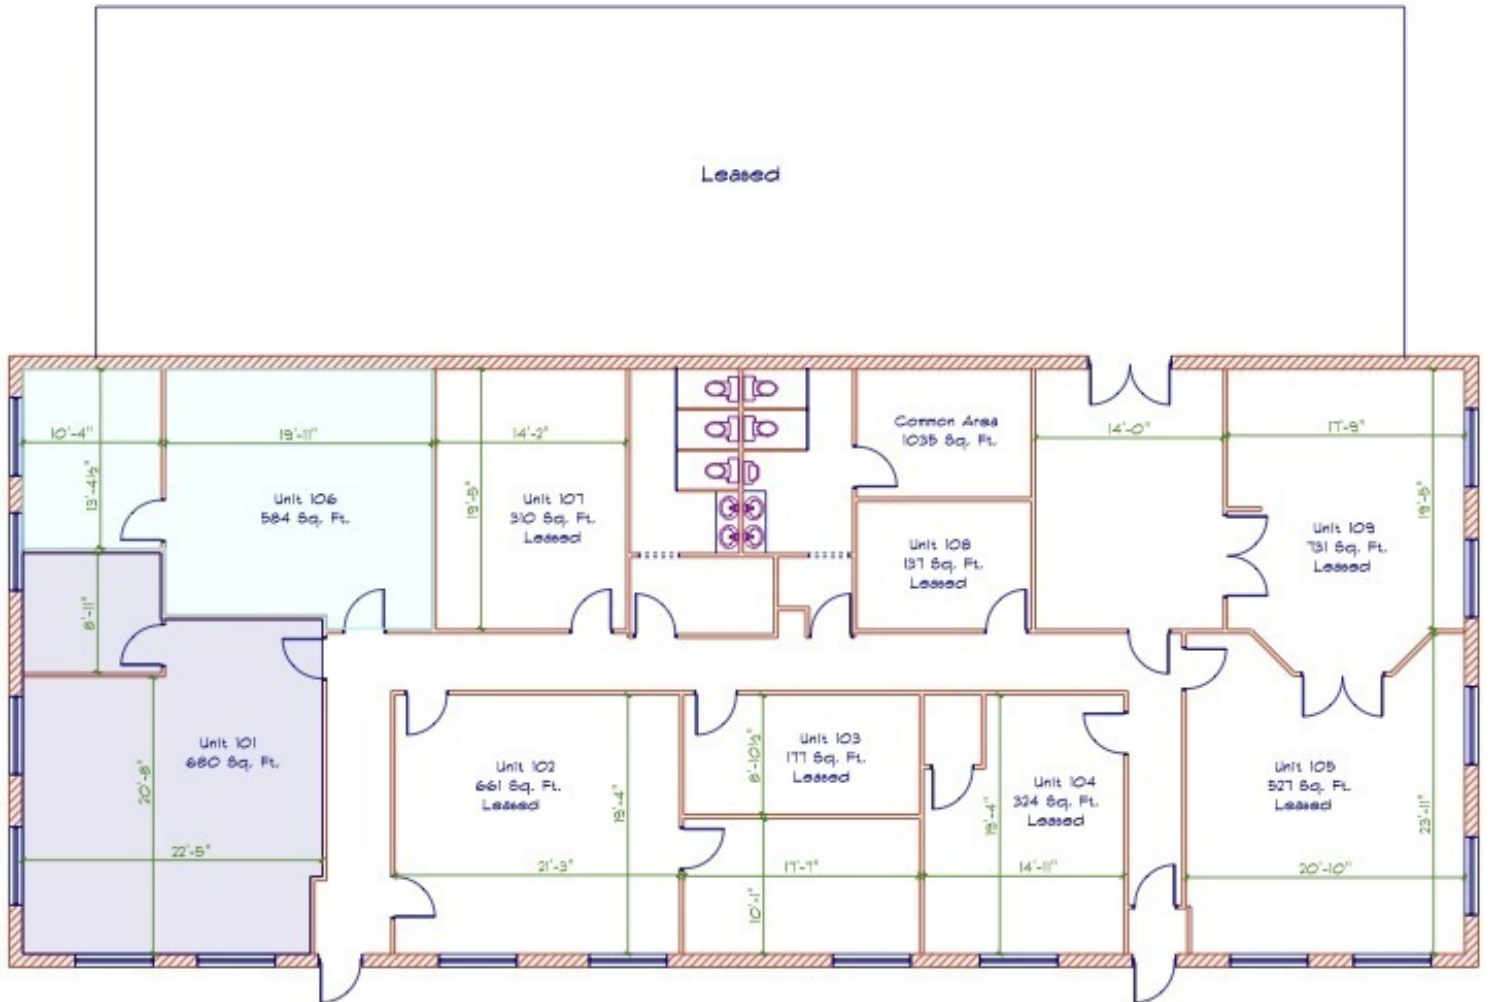 Leased
10'-4"
19'-11"
14'-2"
Common Area
1035 Sq. Ft.
14'-0"
17'-9"
13'-4½"
Unit 106
584 Sq. Ft.
19'-5"
Unit 107
310 Sq. Ft.
Leased
Unit 108
137 Sq. Ft.
Leased
Unit 109
731 Sq. Ft.
Leased
19'-5"
8'-11"
Unit 101
680 Sq. Ft.
20'-8"
22'-5"
Unit 102
661 Sq. Ft.
Leased
19'-4"
21'-3"
Unit 103
177 Sq. Ft.
Leased
8'-10½"
17'-7"
10'-1"
Unit 104
324 Sq. Ft.
Leased
19'-4"
14'-11"
Unit 105
527 Sq. Ft.
Leased
23'-11"
20'-10"